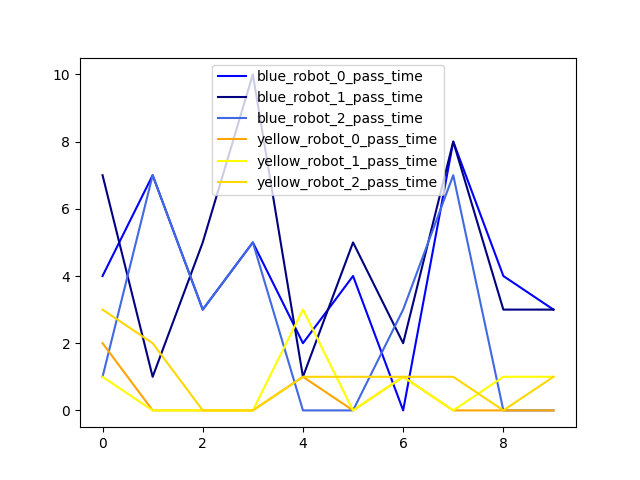 10
8
6
4
2
0
blue_robot_0_pass_time
blue_robot_1_pass_time
blue_robot_2_pass_time
yellow_robot_0_pass_time
yellow_robot_1_pass_time
yellow_robot_2_pass_time
0 2 4 6 8